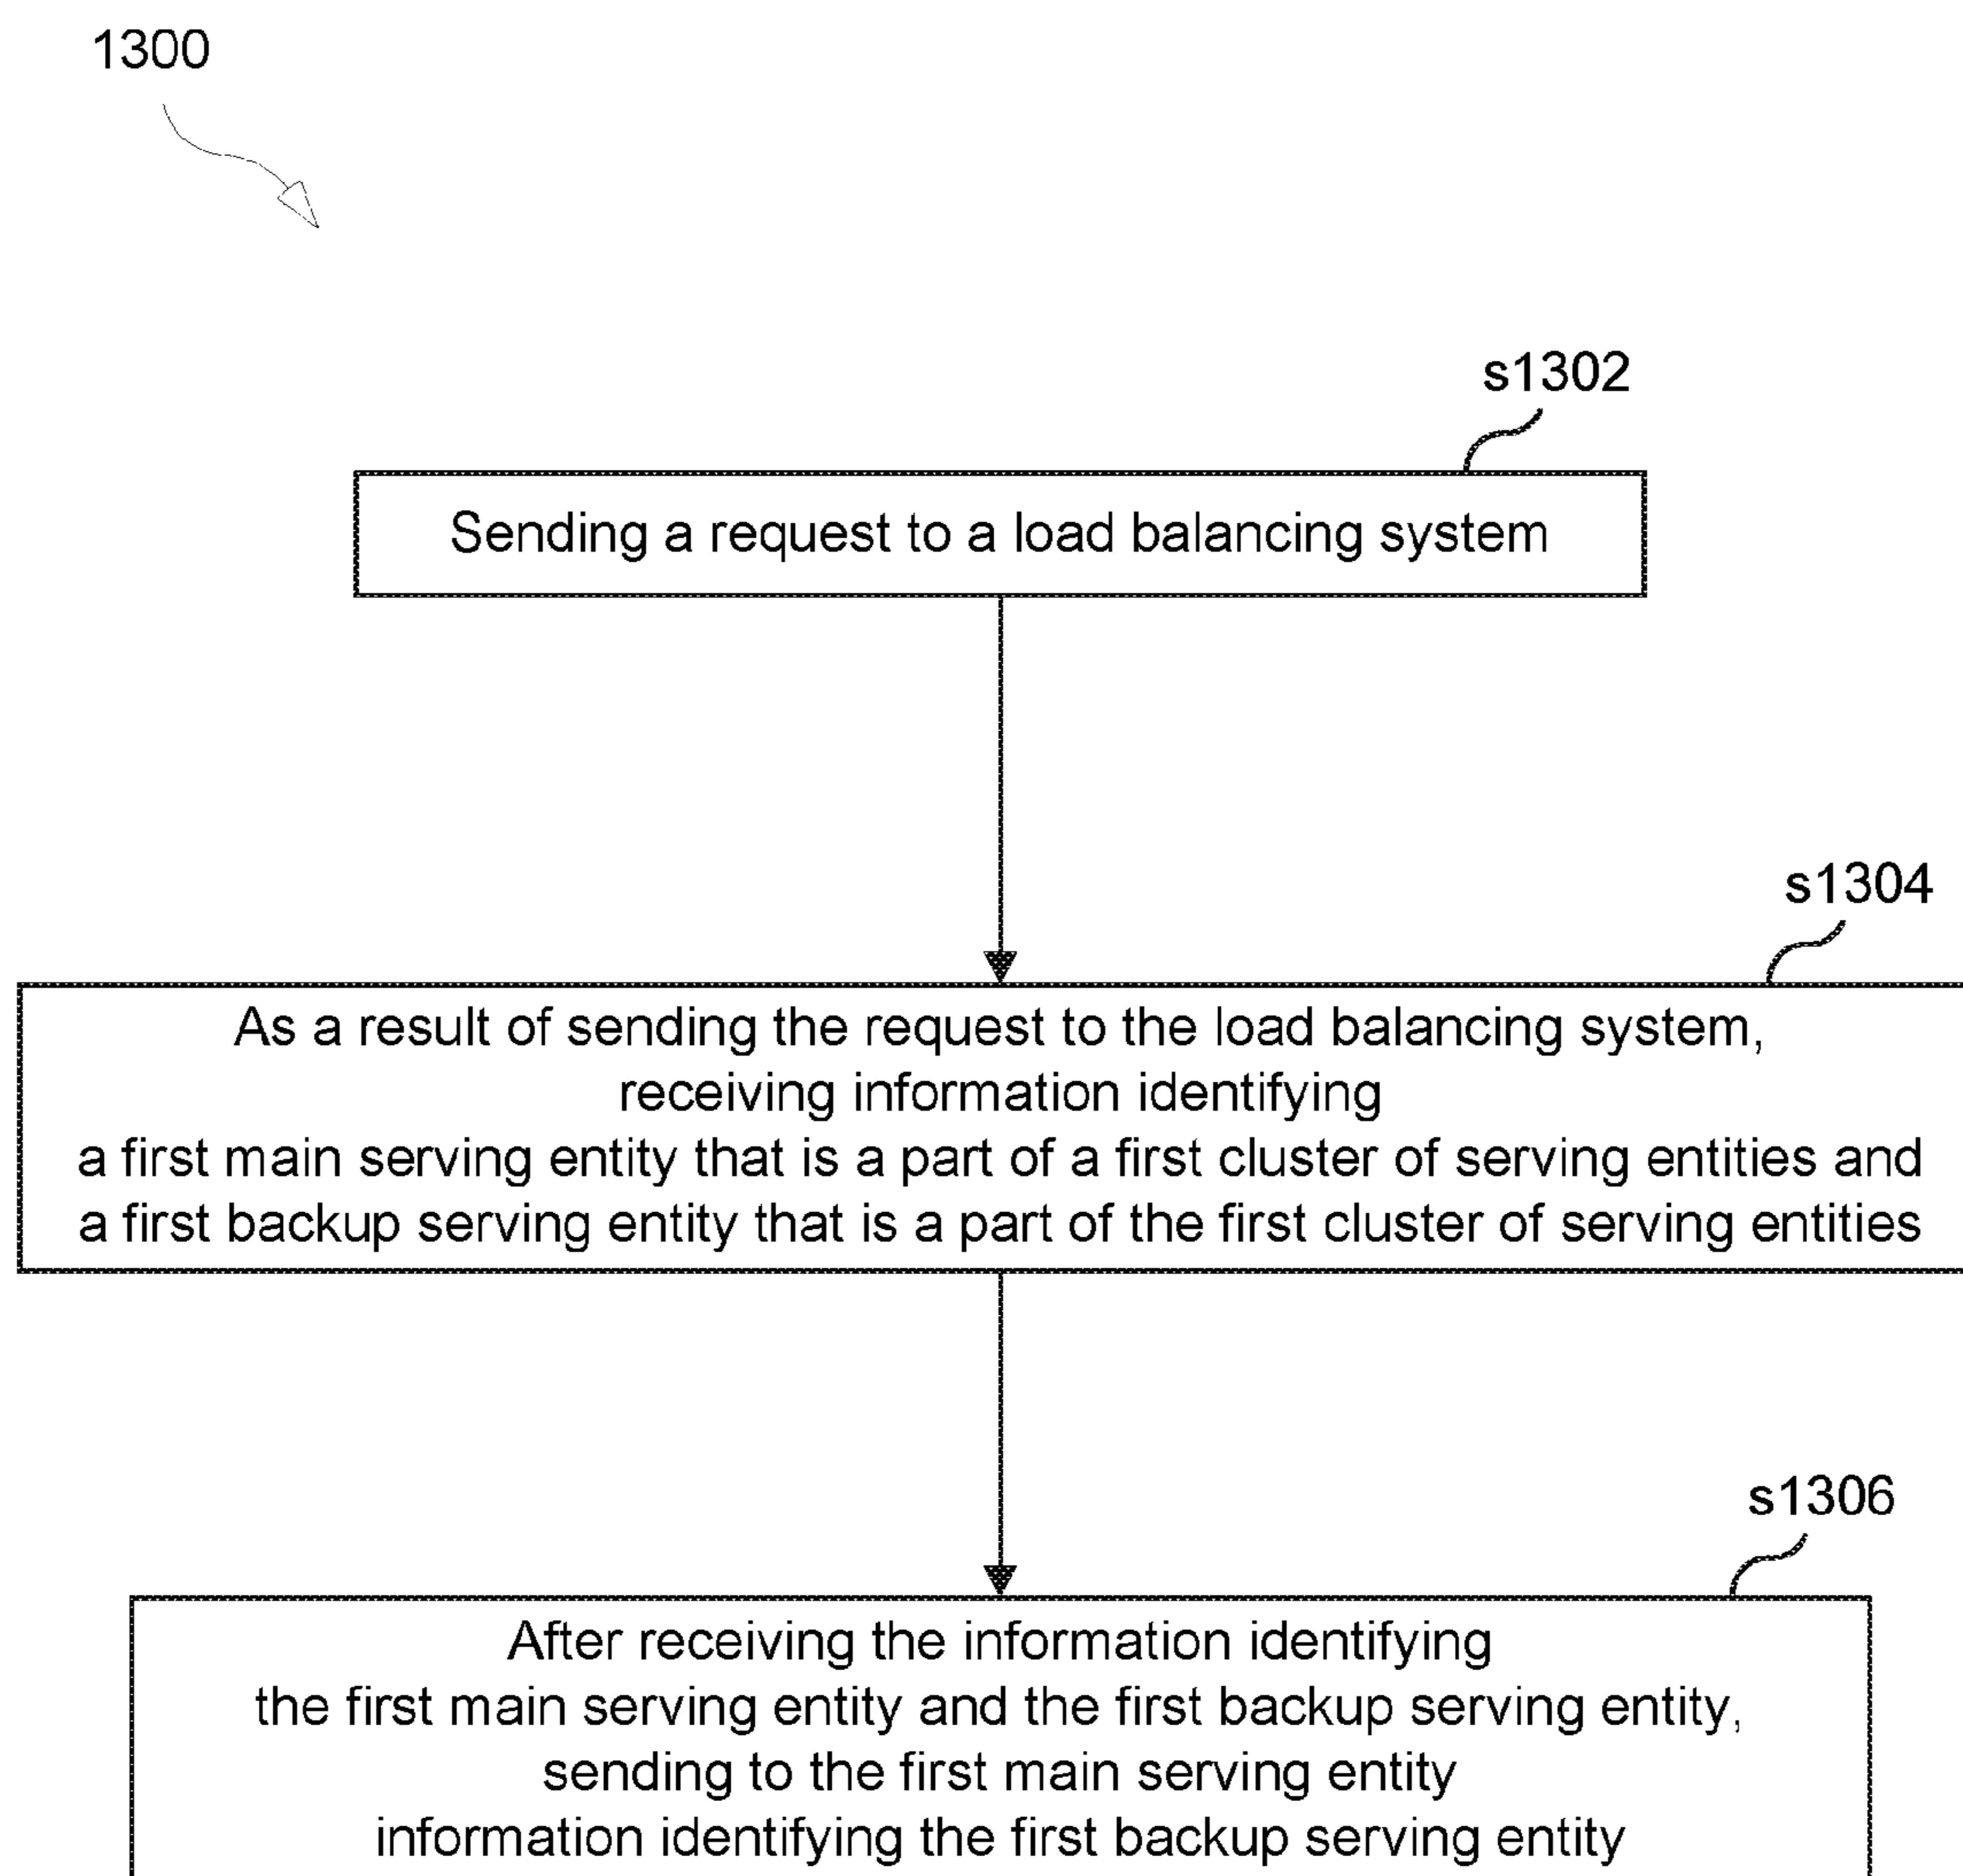 1300
s1302
Sending a request to a load balancing system
s1304
As a result of sending the request to the load balancing system,
receiving information identifying
a first main serving entity that is a part of a first cluster of serving entities and
a first backup serving entity that is a part of the first cluster of serving entities
s1306
After receiving the information identifying
the first main serving entity and the first backup serving entity,
sending to the first main serving entity
information identifying the first backup serving entity